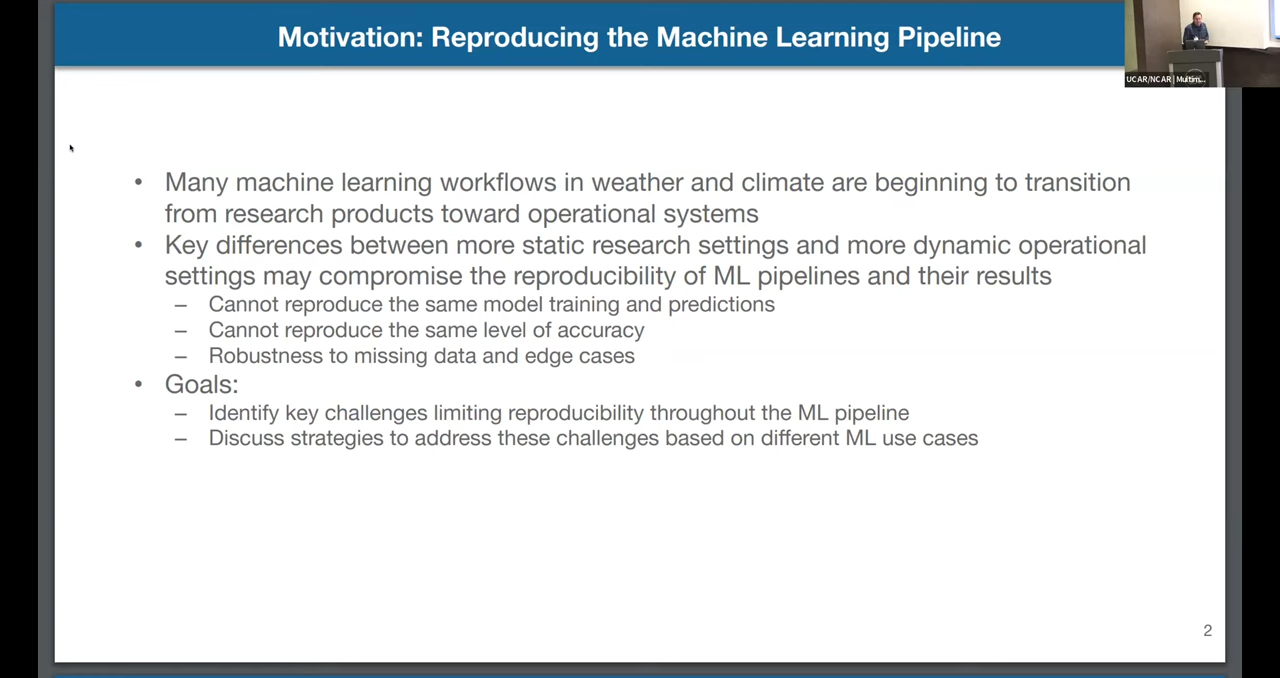 Motivation: Reproducing the Machine Learning Pipeline
UCAR/NCAR | Multim...
• Many machine learning workflows in weather and climate are beginning to transition
from research products toward operational systems
• Key differences between more static research settings and more dynamic operational
settings may compromise the reproducibility of ML pipelines and their results
– Cannot reproduce the same model training and predictions
– Cannot reproduce the same level of accuracy
– Robustness to missing data and edge cases
• Goals:
– Identify key challenges limiting reproducibility throughout the ML pipeline
– Discuss strategies to address these challenges based on different ML use cases
2